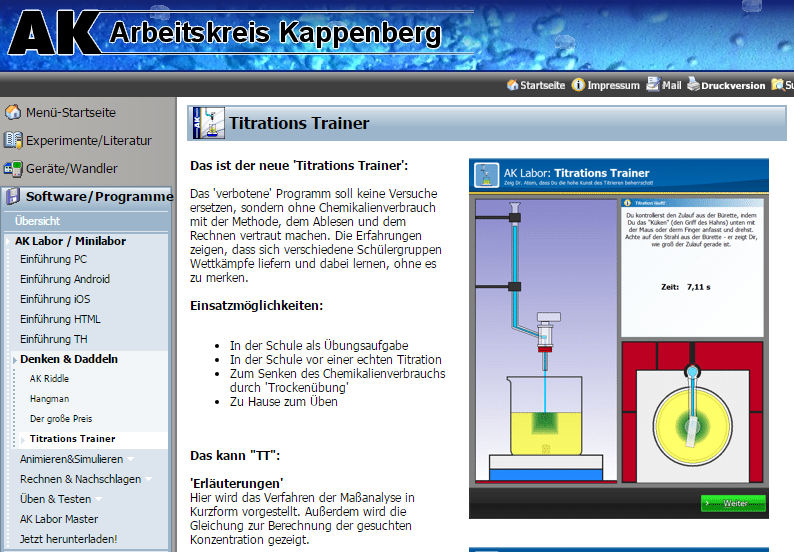 AK Arbeitskreis Kappenberg
Startseite Impressum Mail Druckversion
Menü-Startseite
Experimente/Literatur
Geräte/Wandler
Software/Programme
Übersicht
AK Labor / Minilabor
Einführung PC
Einführung Android
Einführung iOS
Einführung HTML
Einführung TH
Denken & Daddeln
AK Riddle
Hangman
Der große Preis
Titrations Trainer
Animieren&Simulieren
Rechnen & Nachschlagen
Üben & Testen
AK Labor Master
Jetzt herunterladen!
AK
Titrations Trainer
Das ist der neue 'Titrations Trainer':
Das 'verbotene' Programm soll keine Versuche
ersetzen, sondern ohne Chemikalienverbrauch
mit der Methode, dem Ablesen und dem
Rechnen vertraut machen. Die Erfahrungen
zeigen, dass sich verschiedene Schülergruppen
Wettkämpfe liefern und dabei lernen, ohne es
zu merken.
Einsatzmöglichkeiten:
In der Schule als Übungsaufgabe
In der Schule vor einer echten Titration
Zum Senken des Chemikalienverbrauchs
durch 'Trockenübung'
Zu Hause zum Üben
Das kann "TT":
'Erläuterungen'
Hier wird das Verfahren der Maßanalyse in
Kurzform vorgestellt. Außerdem wird die
Gleichung zur Berechnung der gesuchten
Konzentration gezeigt.
AK Labor: Titrations Trainer
Zeig Dr. Atom, dass Du die hohe Kunst des Titrieren beherrschst!
Titration läuft!
Du kontrollierst den Zulauf aus der Bürette, indem
Du das "Küken" (den Griff des Hahns) unten mit
der Maus oder derm Finger anfasst und drehst.
Achte auf den Strahl aus der Bürette - er zeigt Dir,
wie groß der Zulauf gerade ist.
Zeit: 7,11 s
Weiter